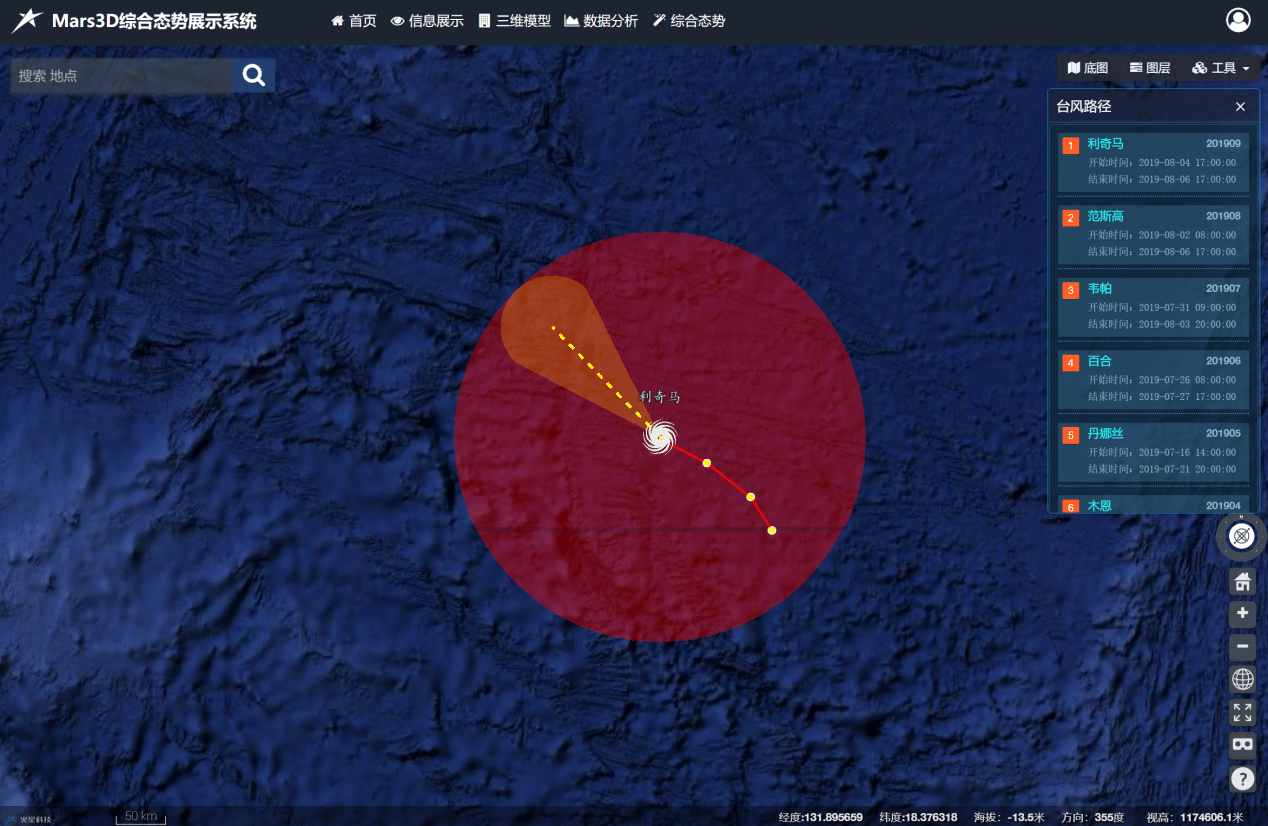 Mars3D综合态势展示系统
首页 信息展示 三维模型 数据分析 综合态势
搜索 地点
底图 图层 工具
台风路径
1 利奇马 201909
开始时间：2019-08-04 17:00:00
结束时间：2019-08-06 17:00:00
2 范斯高 201908
开始时间：2019-08-02 08:00:00
结束时间：2019-08-06 17:00:00
3 韦帕 201907
开始时间：2019-07-31 09:00:00
结束时间：2019-08-03 20:00:00
4 百合 201906
开始时间：2019-07-26 08:00:00
结束时间：2019-07-27 17:00:00
5 丹娜丝 201905
开始时间：2019-07-16 14:00:00
结束时间：2019-07-21 20:00:00
6 木恩 201904
利奇马
火星科技
50 km
经度:131.895659 纬度:18.376318 海拔：-13.5米 方向：355度 视高：1174606.1米